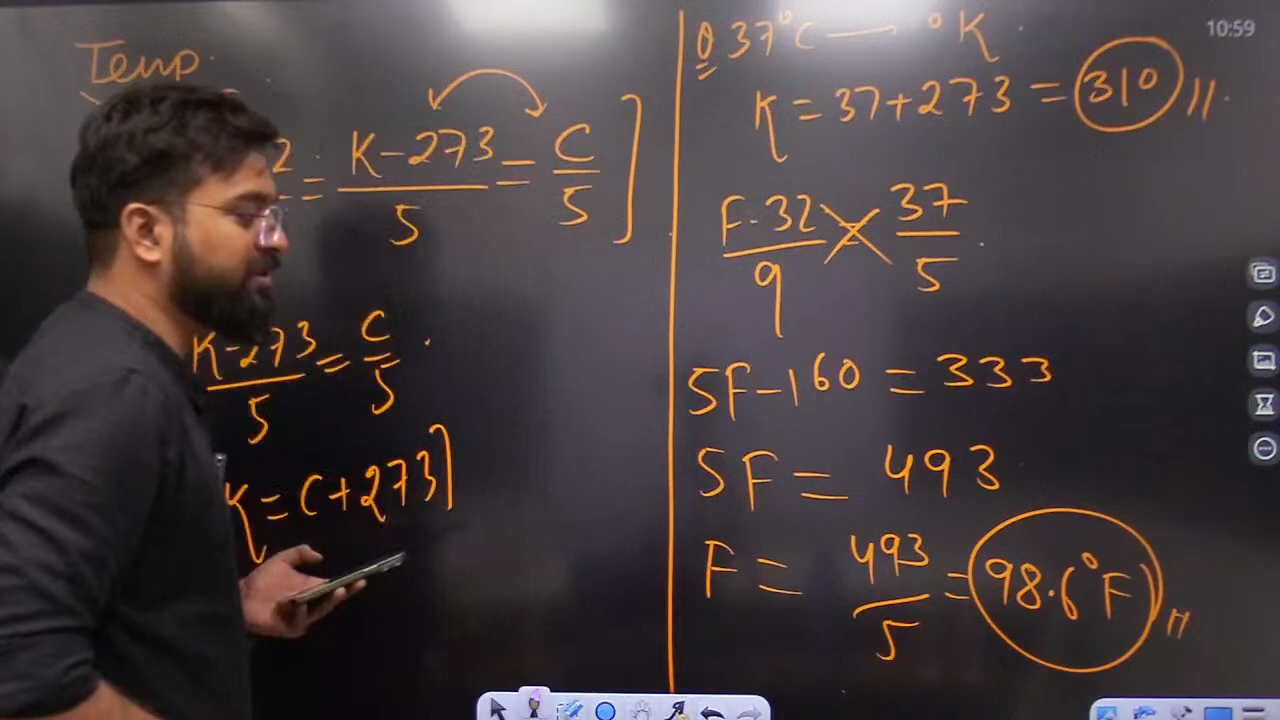 Temp.
2 = K-273/5 = C/5 ]
K-273/5 = C/5 .
K = C+273]
Q 37°C — °K
K = 37+273 = 310 //.
F-32/9 × 37/5 .
5F-160 = 333
5F = 493
F = 493/5 = 98.6°F //
10:59